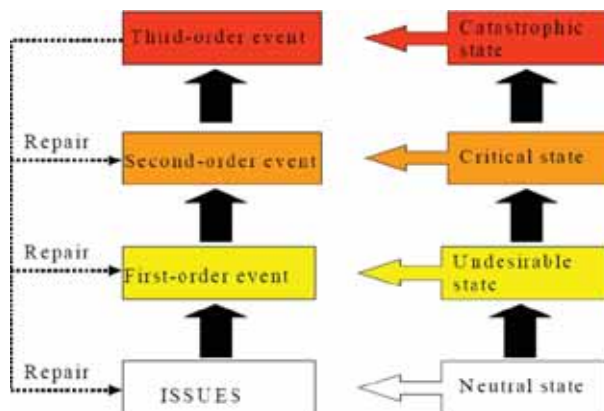 Third-order event
Catastrophic
state
Repair
Second-order event
Critical state
Repair
First-order event
Undesirable
state
Repair
ISSUES
Neutral state